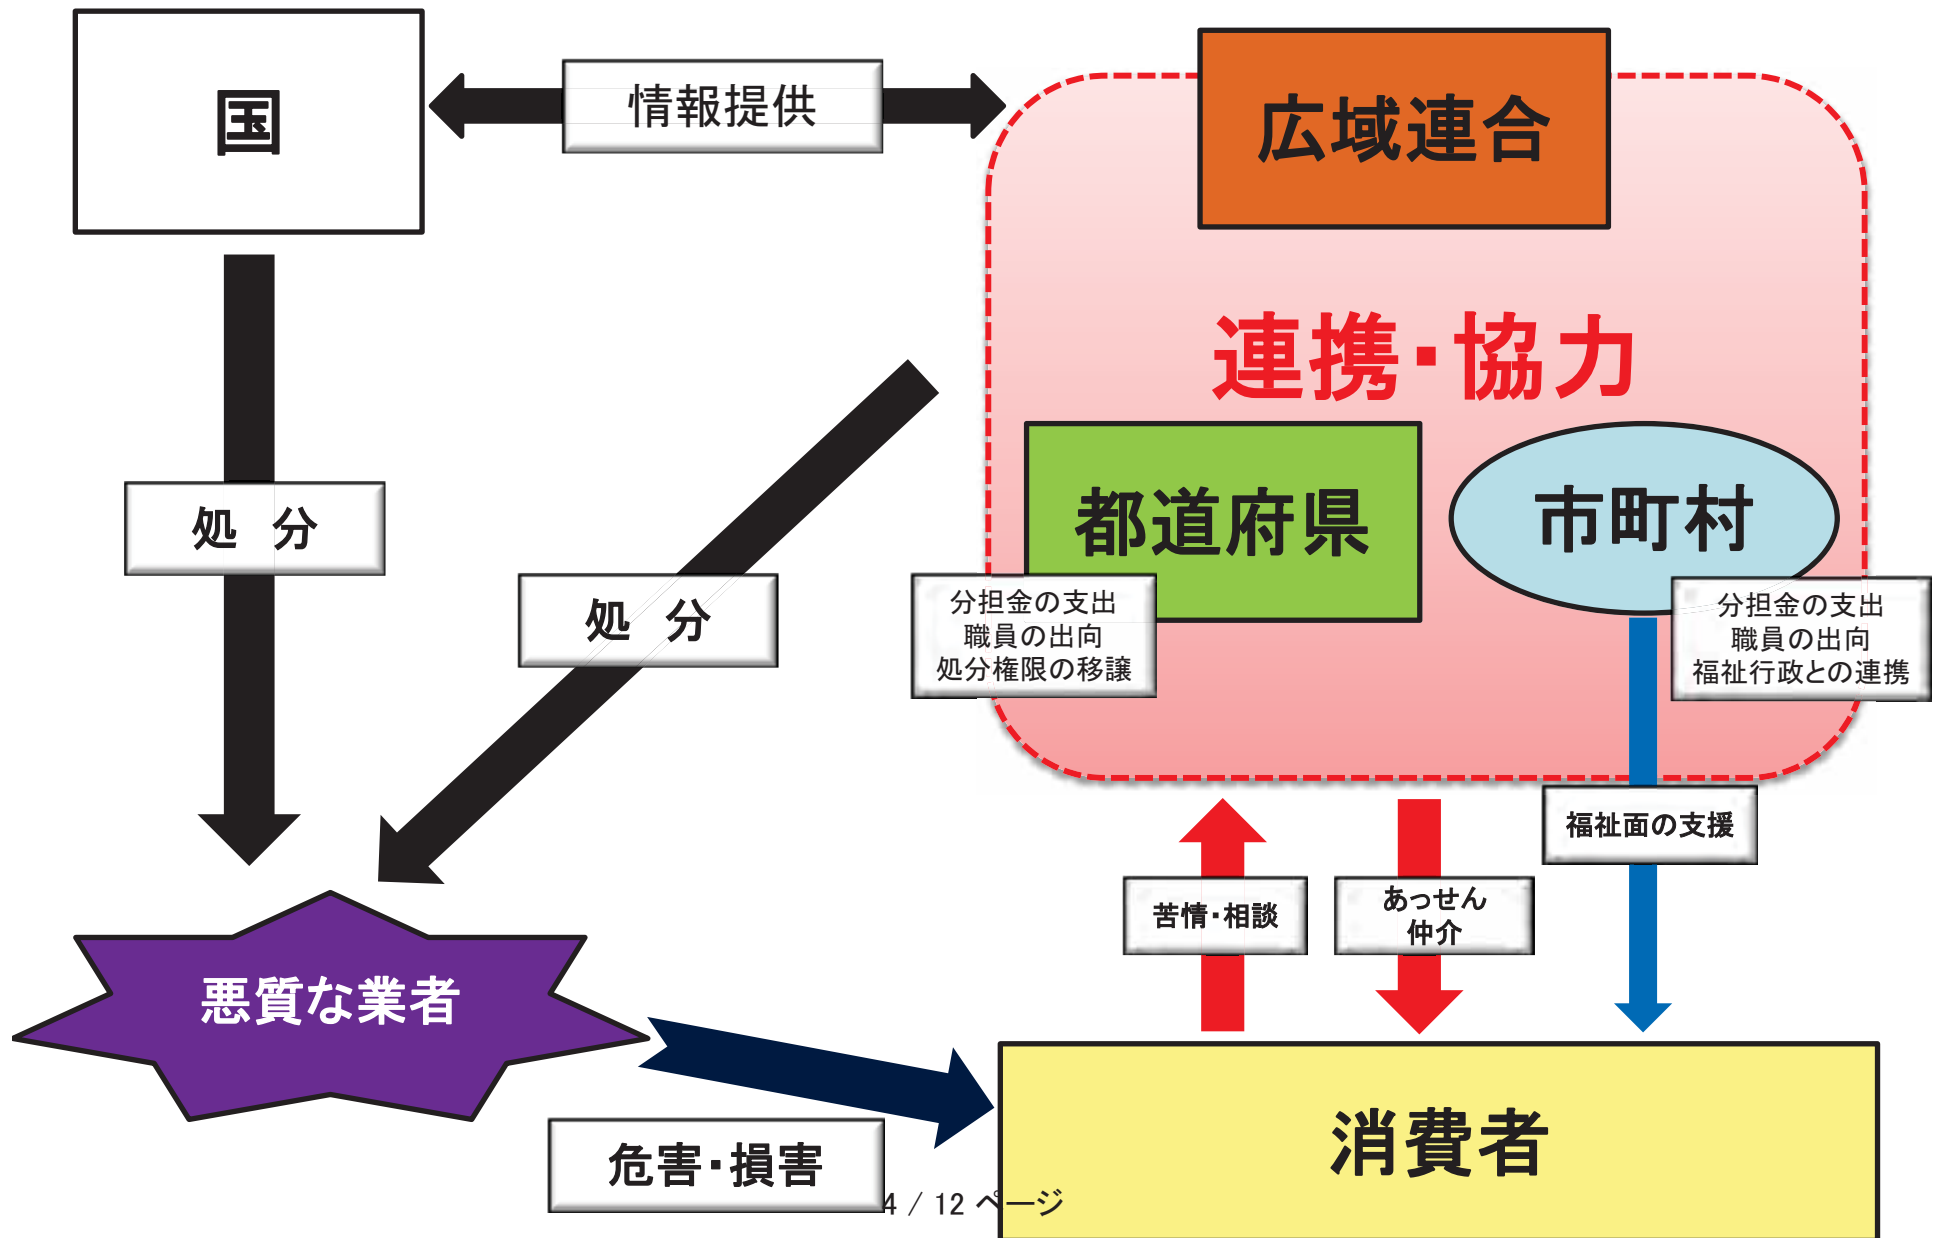 国
情報提供
広域連合
連携・協力
都道府県
市町村
処　分
処　分
分担金の支出
職員の出向
処分権限の移譲
分担金の支出
職員の出向
福祉行政との連携
福祉面の支援
苦情・相談
あっせん
仲介
悪質な業者
危害・損害
消費者
4 / 12 ページ